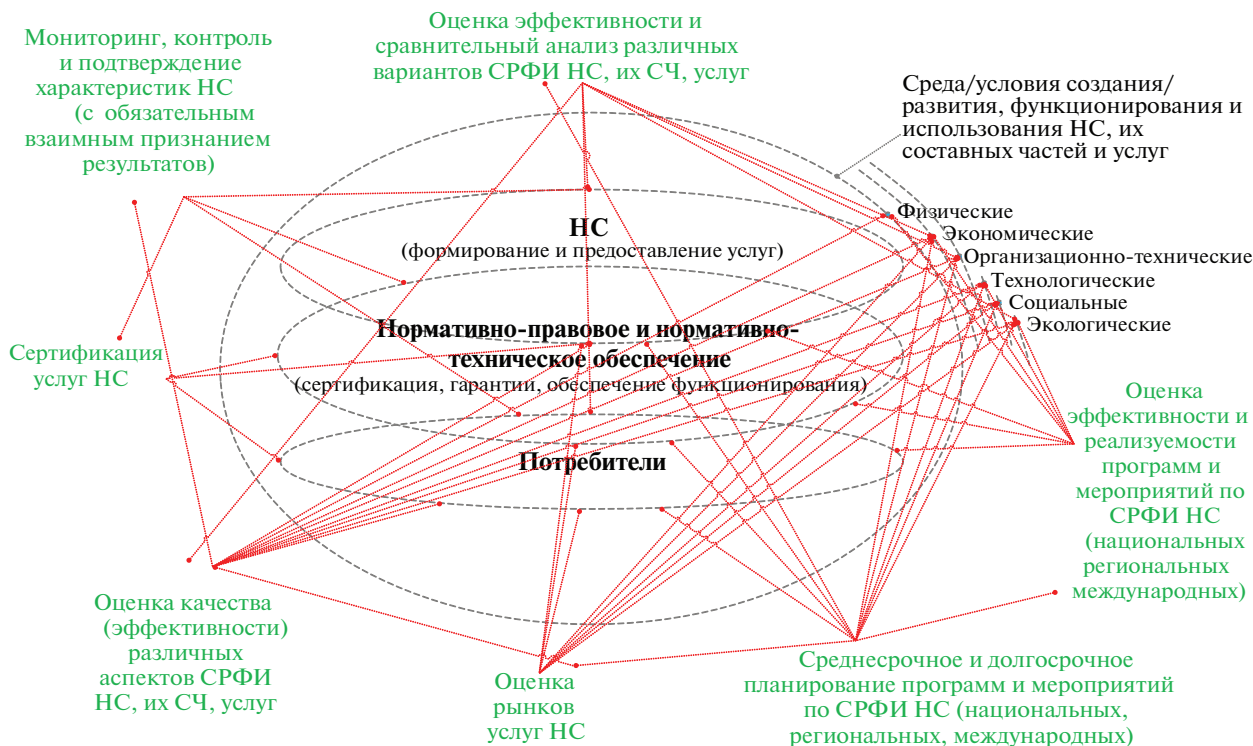 Оценка эффективности и
сравнительный анализ различных
вариантов СРФИ НС, их СЧ, услуг
Мониторинг, контроль
и подтверждение
характеристик НС
(с обязательным
взаимным признанием
результатов)
Среда/условия создания/
развития, функционирования и
использования НС, их
составных частей и услуг
НС
(формирование и предоставление услуг)
Физические
Экономические
Организационно-технические
Технологические
Социальные
Экологические
Нормативно-правовое и нормативно-
техническое обеспечение
(сертификация, гарантии, обеспечение функционирования)
Сертификация
услуг НС
Потребители
Оценка
эффективности и
реализуемости
программ и
мероприятий по
СРФИ НС
(национальных
региональных
международных)
Оценка качества
(эффективности)
различных
аспектов СРФИ
НС, их СЧ, услуг
Оценка
рынков
услуг НС
Среднесрочное и долгосрочное
планирование программ и мероприятий
по СРФИ НС (национальных,
региональных, международных)